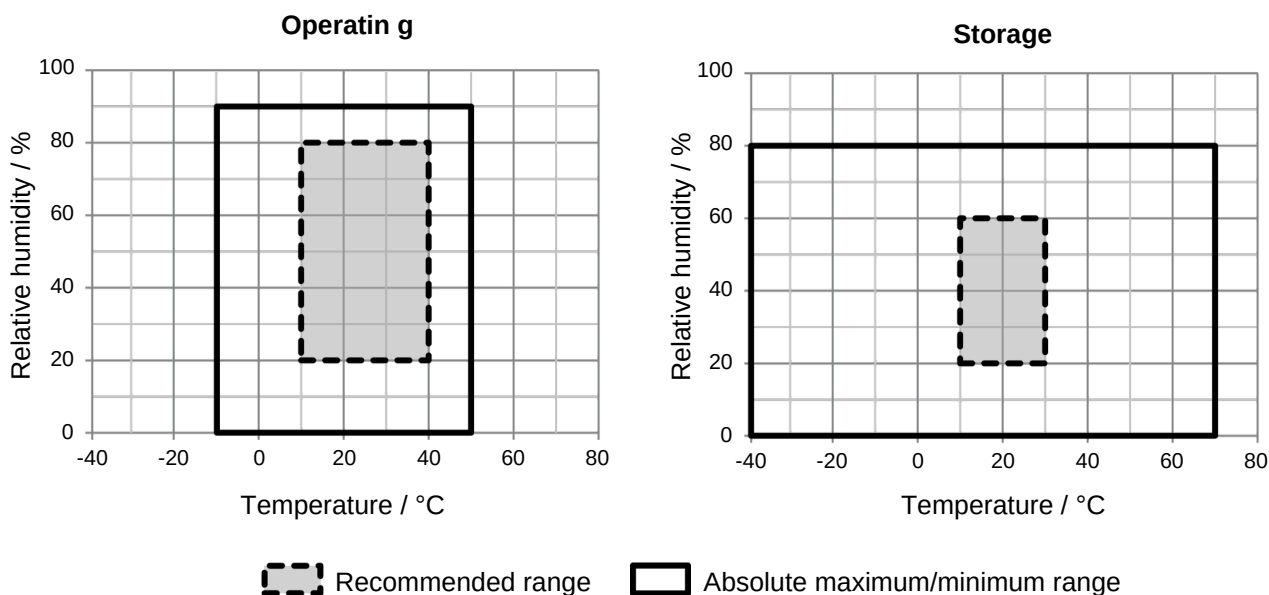 Operatin g
100
80
60
40
20
0
-40 -20 0 20 40 60 80
Relative humidity / %
Temperature / °C
Storage
100
80
60
40
20
0
-40 -20 0 20 40 60 80
Relative humidity / %
Temperature / °C
Recommended range
Absolute maximum/minimum range